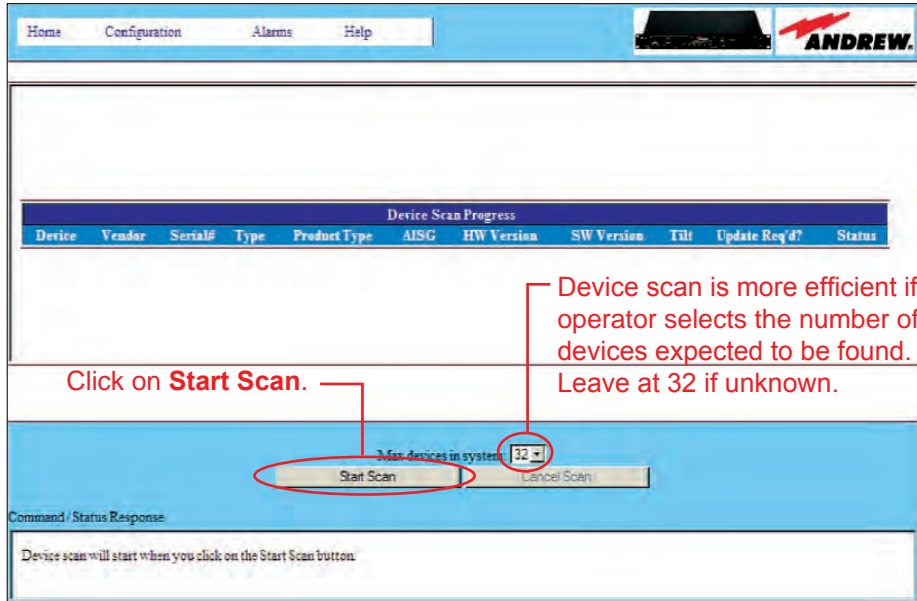 Home Configuration Alarms Help
ANDREW.
Device Scan Progress
Device Vendor Serial# Type Product Type AISG HW Version SW Version Tilt Update Req'd? Status
Device scan is more efficient if
operator selects the number of
devices expected to be found.
Leave at 32 if unknown.
Click on Start Scan.
Max devices in system: 32
Start Scan Cancel Scan
Command / Status Response
Device scan will start when you click on the Start Scan button.